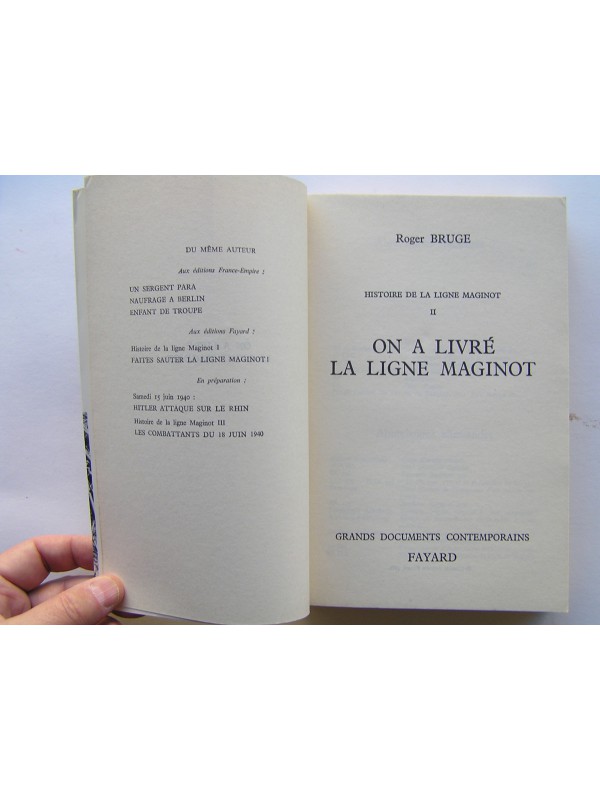 DU MÊME AUTEUR
Aux éditions France-Empire :
UN SERGENT PARA
NAUFRAGE A BERLIN
ENFANT DE TROUPE
Aux éditions Fayard :
Histoire de la ligne Maginot I
FAITES SAUTER LA LIGNE MAGINOT !
En préparation :
Samedi 15 juin 1940 :
HITLER ATTAQUE SUR LE RHIN
Histoire de la ligne Maginot III
LES COMBATTANTS DU 18 JUIN 1940
Roger BRUGE
HISTOIRE DE LA LIGNE MAGINOT
II
ON A LIVRÉ
LA LIGNE MAGINOT
GRANDS DOCUMENTS CONTEMPORAINS
FAYARD